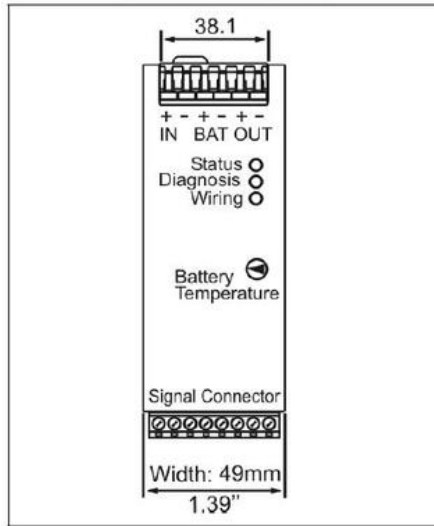 38.1
+ - + - + -
IN BAT OUT
Status
Diagnosis
Wiring
Battery
Temperature
Signal Connector
Width: 49mm
1.39”